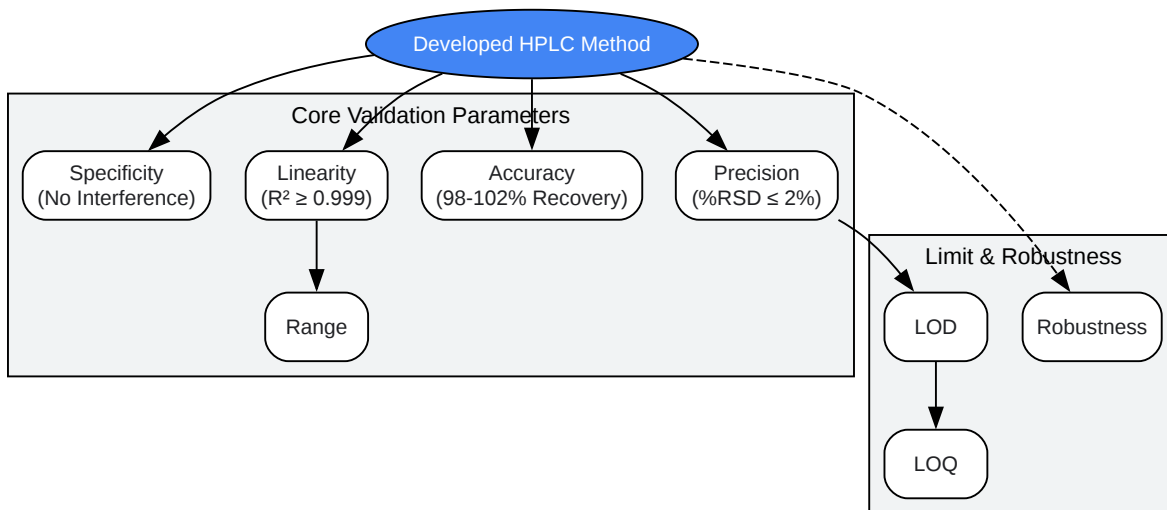 Developed HPLC Method
Core Validation Parameters
Specificity
(No Interference)
Linearity
(R² ≥ 0.999)
Accuracy
(98-102% Recovery)
Precision
(%RSD ≤ 2%)
Range
Limit & Robustness
LOD
Robustness
LOQ